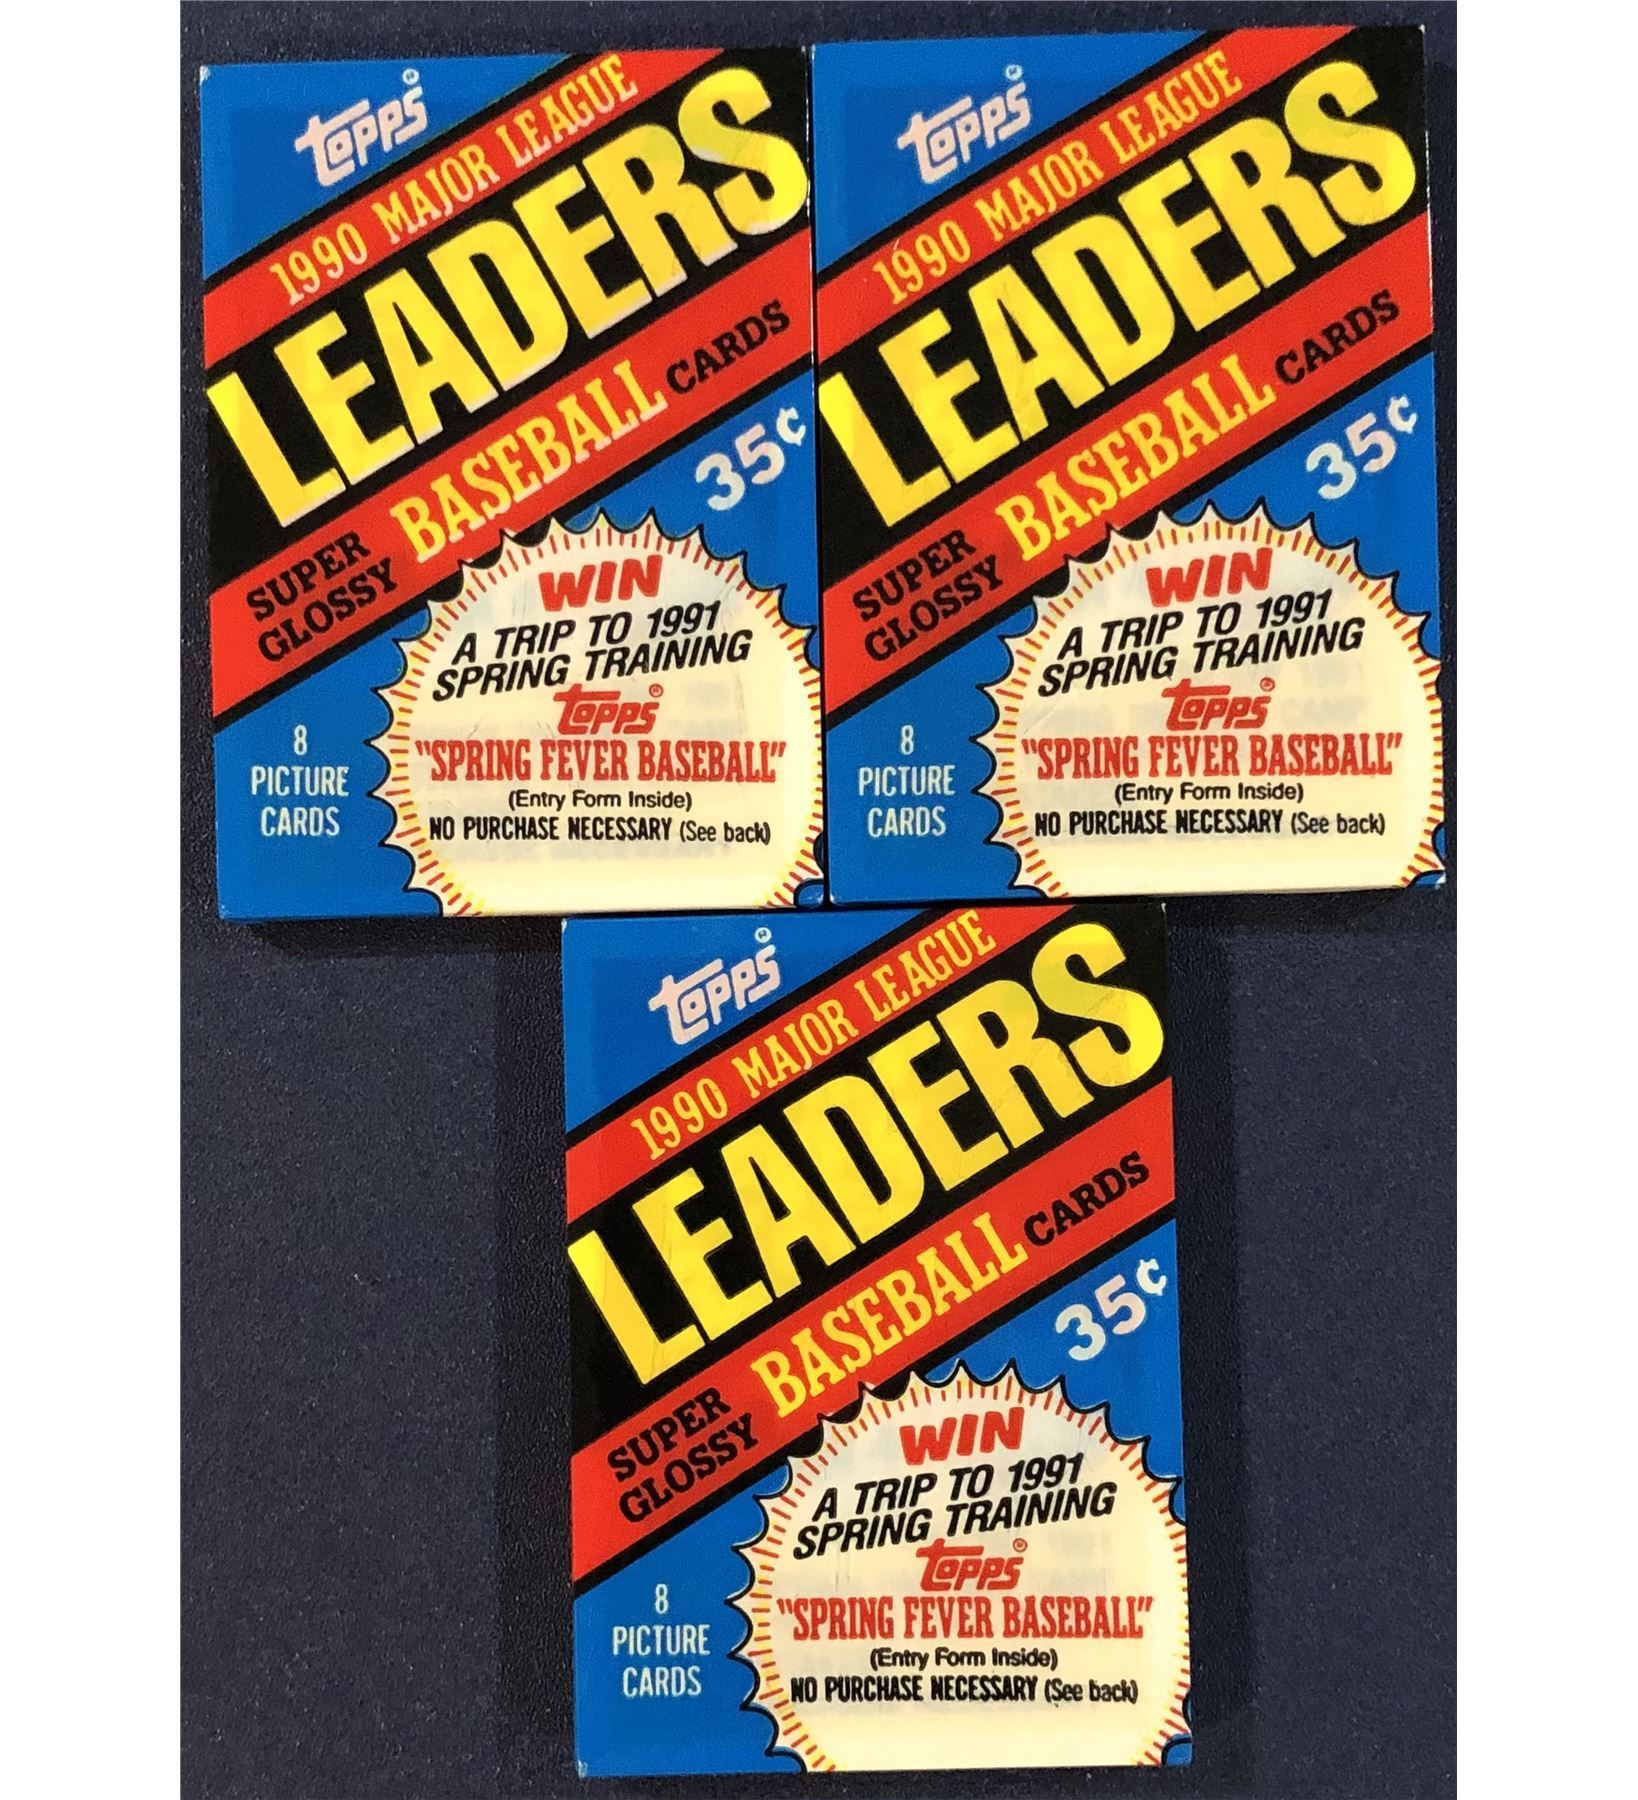 Topps®
1990 MAJOR LEAGUE
LEADERS
SUPER GLOSSY BASEBALL CARDS
35¢
WIN
A TRIP TO 1991
SPRING TRAINING
Topps®
"SPRING FEVER BASEBALL"
(Entry Form Inside)
NO PURCHASE NECESSARY (See back)
8
PICTURE
CARDS
Topps®
1990 MAJOR LEAGUE
LEADERS
SUPER GLOSSY BASEBALL CARDS
35¢
WIN
A TRIP TO 1991
SPRING TRAINING
Topps®
"SPRING FEVER BASEBALL"
(Entry Form Inside)
NO PURCHASE NECESSARY (See back)
8
PICTURE
CARDS
Topps®
1990 MAJOR LEAGUE
LEADERS
SUPER GLOSSY BASEBALL CARDS
35¢
WIN
A TRIP TO 1991
SPRING TRAINING
Topps®
"SPRING FEVER BASEBALL"
(Entry Form Inside)
NO PURCHASE NECESSARY (See back)
8
PICTURE
CARDS